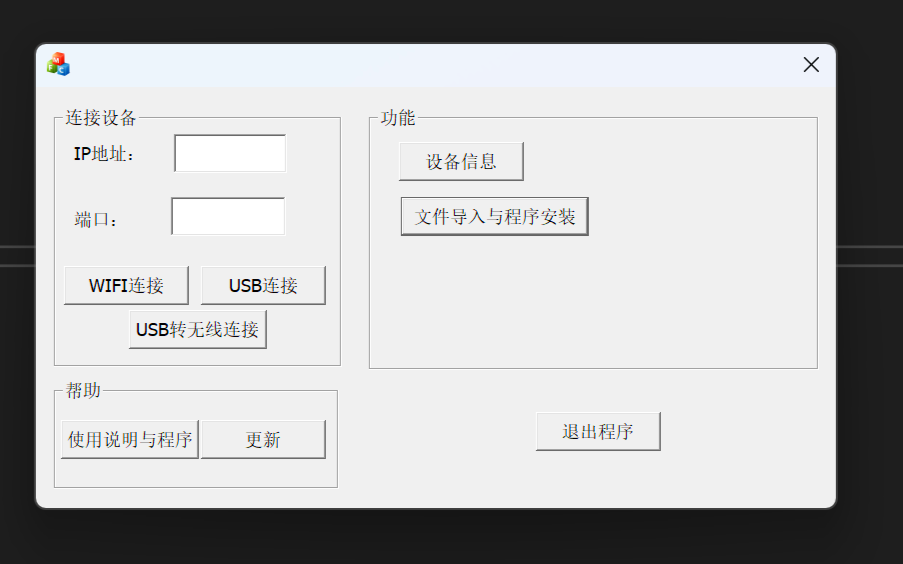 连接设备
IP地址：
端口：
WIFI连接
USB连接
USB转无线连接
功能
设备信息
文件导入与程序安装
帮助
使用说明与程序
更新
退出程序